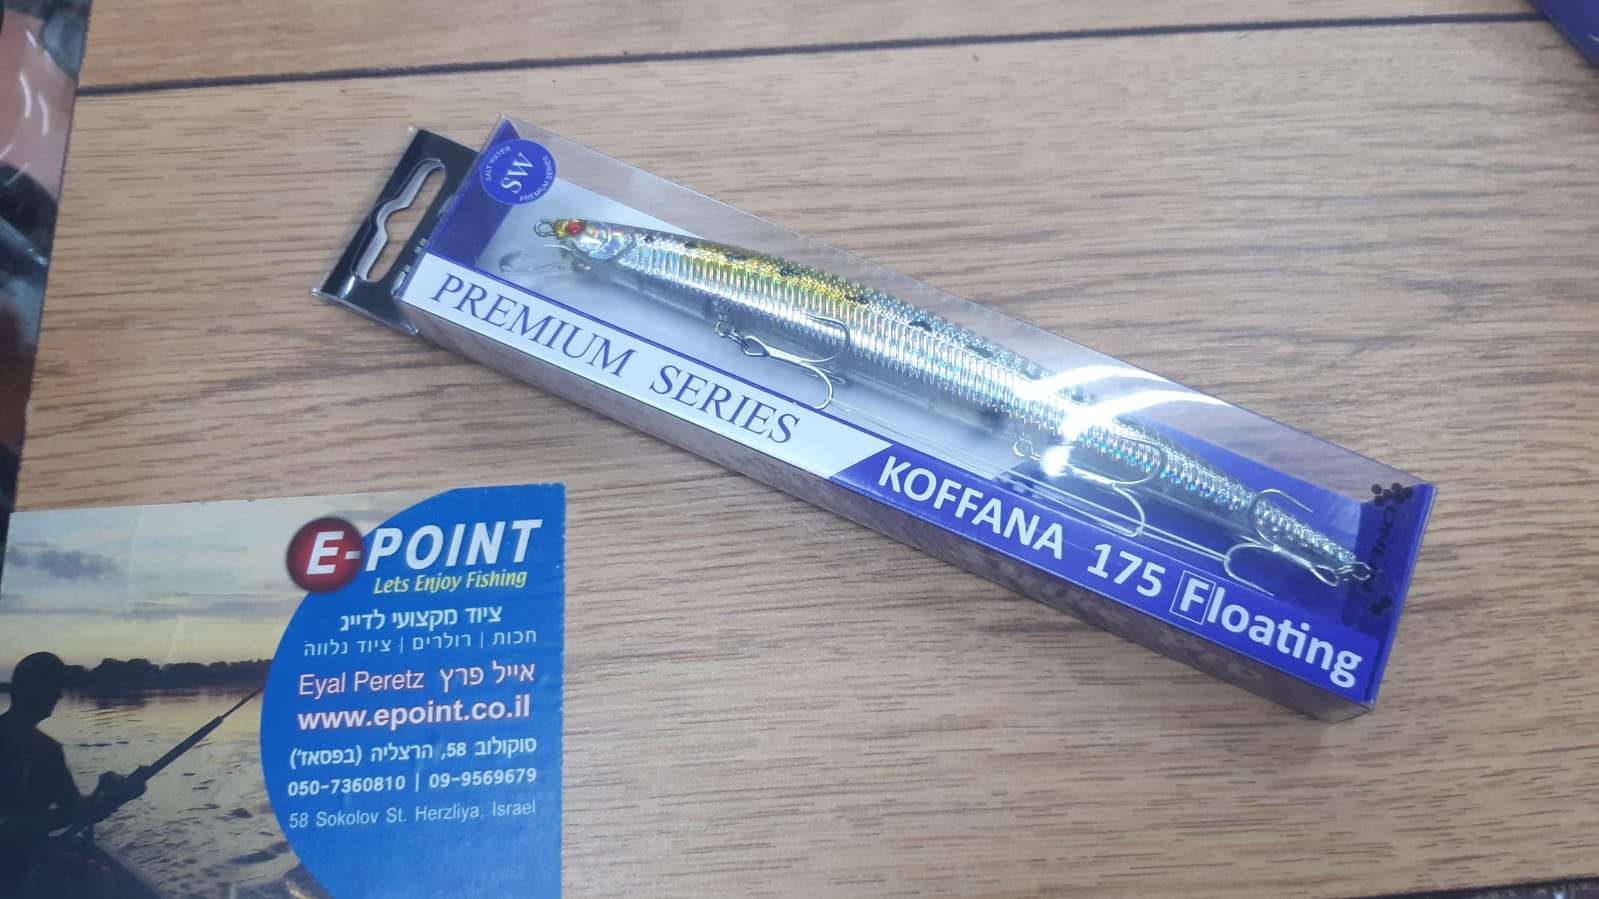 SALT WATER
SW
PREMIUM SERIES
PREMIUM SERIES
KOFFANA 175 Floating
E-POINT
Lets Enjoy Fishing
ציוד מקצועי לדייג
חכות | רולרים | ציוד נלווה
Eyal Peretz אייל פרץ
www.epoint.co.il
סוקולוב 58, הרצליה (בפסאז')
050-7360810 | 09-9569679
58 Sokolov St. Herzliya, Israel